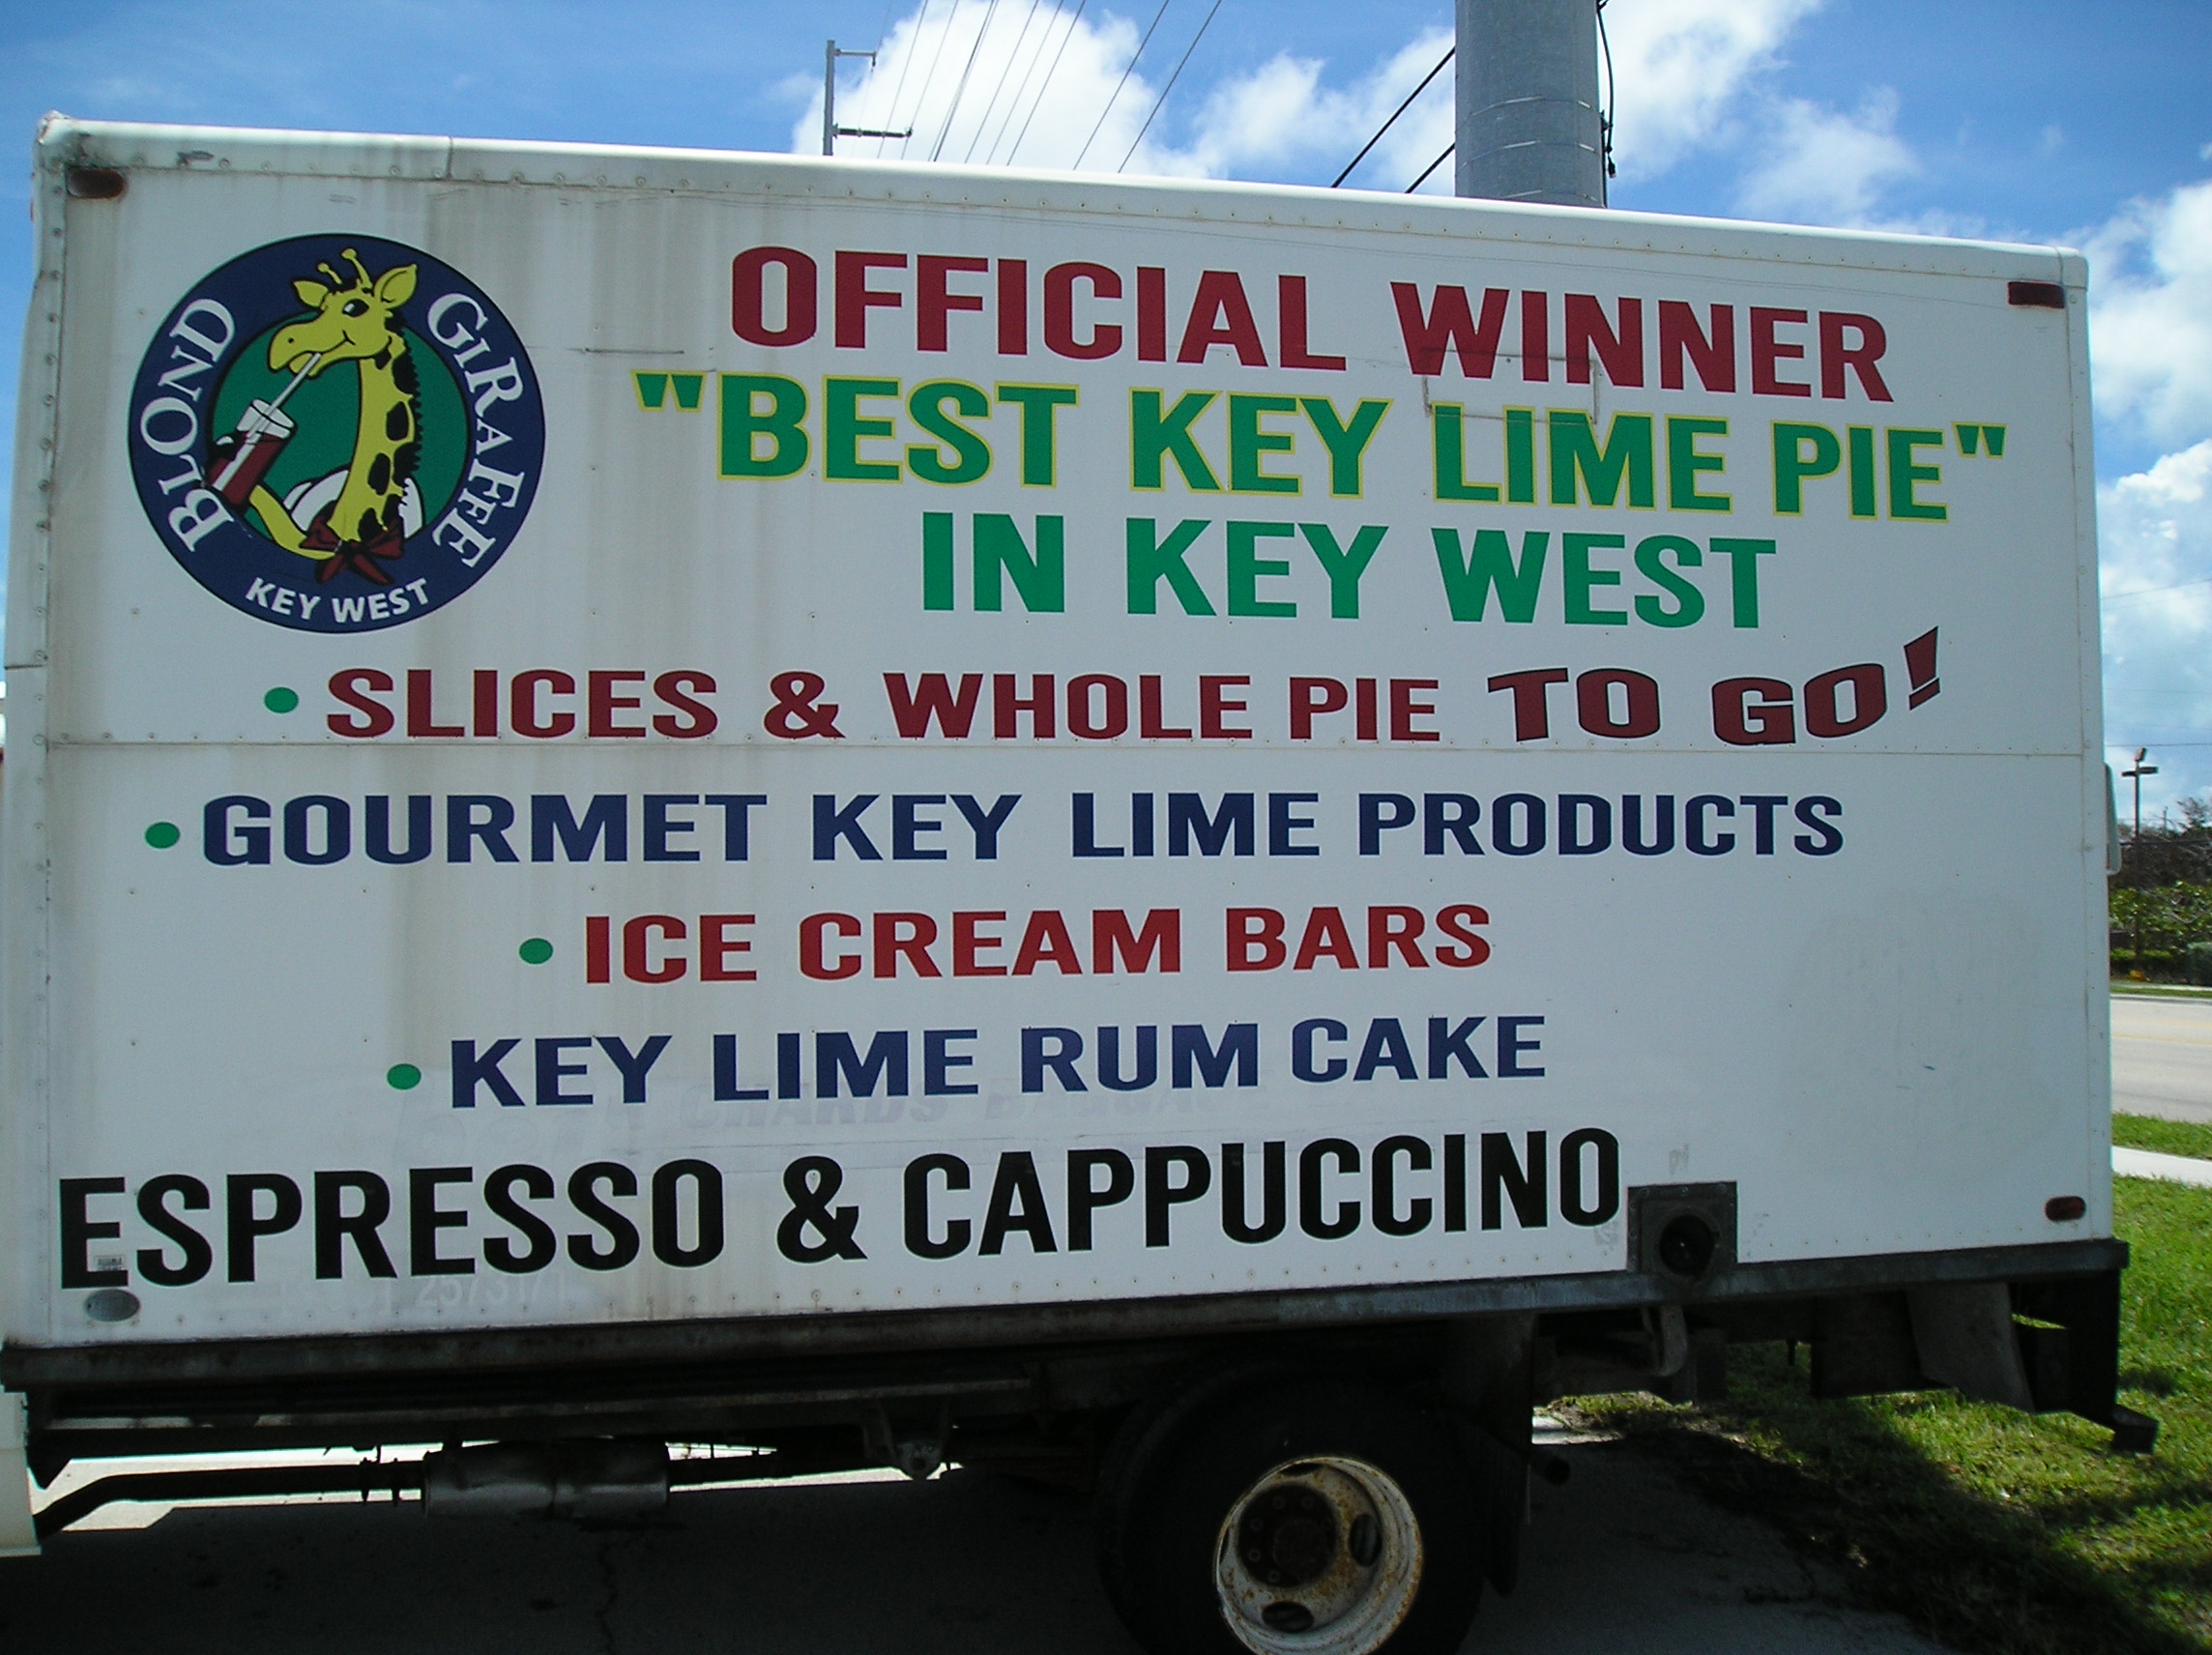 BLOND GIRAFFE
KEY WEST
OFFICIAL WINNER
"BEST KEY LIME PIE"
IN KEY WEST
• SLICES & WHOLE PIE TO GO!
• GOURMET KEY LIME PRODUCTS
• ICE CREAM BARS
• KEY LIME RUM CAKE
ESPRESSO & CAPPUCCINO